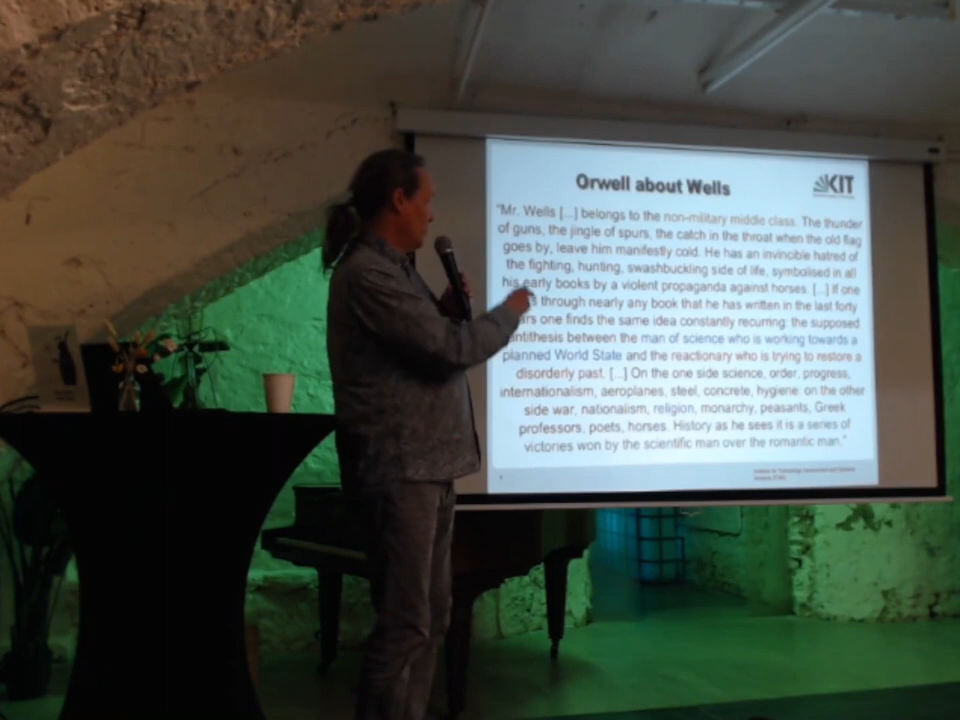 Orwell about Wells
KIT
"Mr. Wells [...] belongs to the non-military middle class. The thunder
of guns, the jingle of spurs, the catch in the throat when the old flag
goes by, leave him manifestly cold. He has an invincible hatred of
the fighting, hunting, swashbuckling side of life, symbolised in all
his early books by a violent propaganda against horses. [...] If one
through nearly any book that he has written in the last forty
one finds the same idea constantly recurring: the supposed
antithesis between the man of science who is working towards a
planned World State and the reactionary who is trying to restore a
disorderly past. [...] On the one side science, order, progress,
internationalism, aeroplanes, steel, concrete, hygiene: on the other
side war, nationalism, religion, monarchy, peasants, Greek
professors, poets, horses. History as he sees it is a series of
victories won by the scientific man over the romantic man."